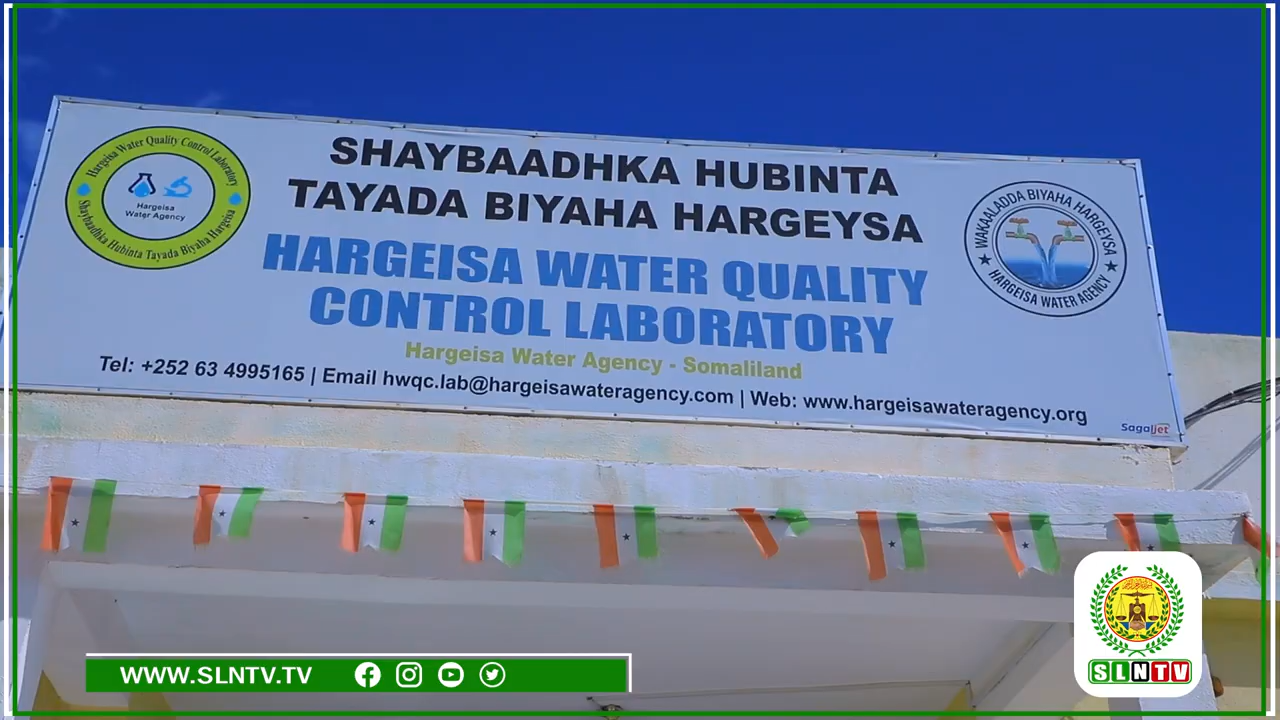 SHAYBAADHKA HUBINTA
TAYADA BIYAHA HARGEYSA
HARGEISA WATER QUALITY
CONTROL LABORATORY
Hargeisa Water Agency - Somaliland
Tel: +252 63 4995165 | Email hwqc.lab@hargeisawateragency.com | Web: www.hargeisawateragency.org
Hargeisa Water Quality Control Laboratory
Hargeisa
Water Agency
Shaybaadhka Hubinta Tayada Biyaha Hargeisa
WAKAALADDA BIYAHA HARGEYSA
HARGEISA WATER AGENCY
Sagaljet
WWW.SLNTV.TV
SLNTV